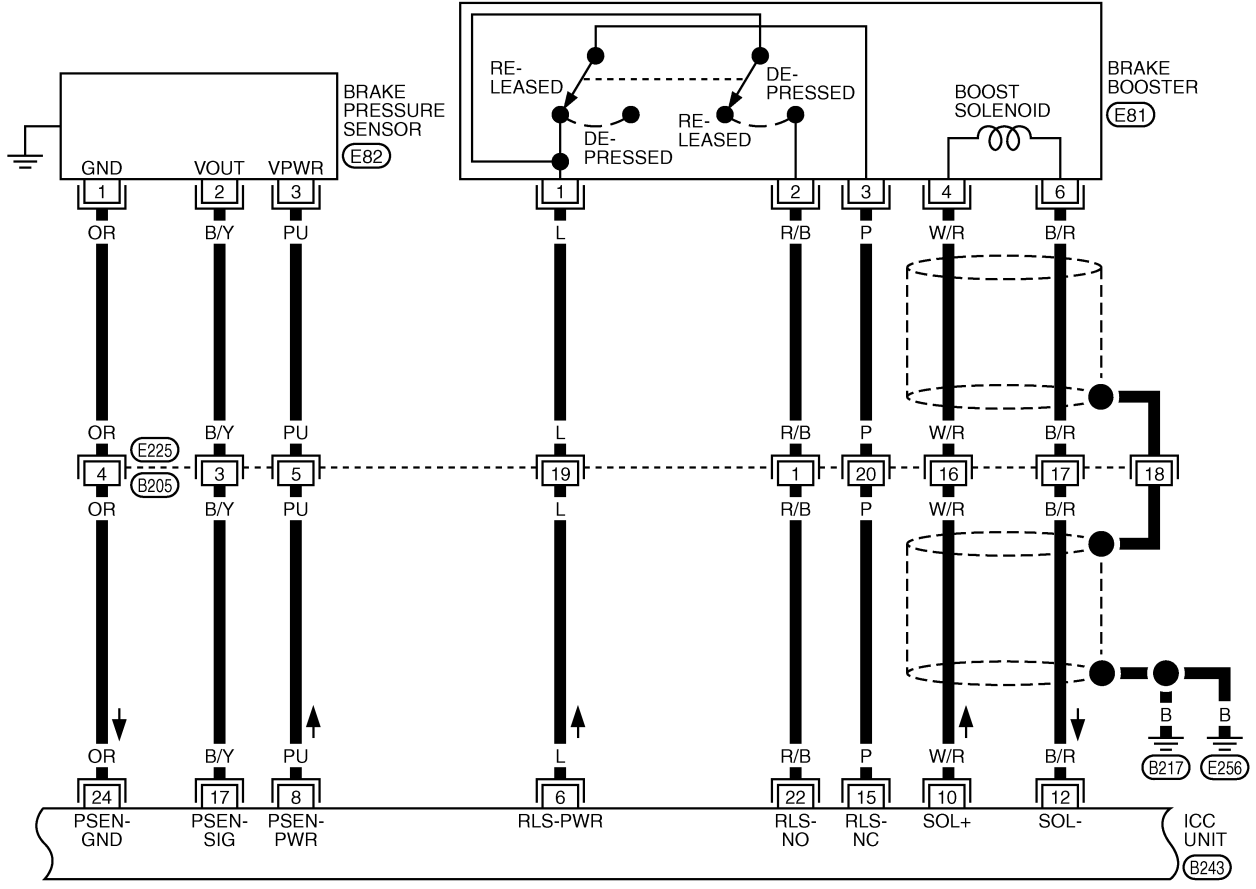 RE-
LEASED
DE-
PRESSED
DE-
PRESSED
RE-
LEASED
BOOST
SOLENOID
BRAKE
BOOSTER
E81
BRAKE
PRESSURE
SENSOR
E82
GND VOUT VPWR
1 2 3 1 2 3 4 6
OR B/Y PU L R/B P W/R B/R
OR B/Y PU L R/B P W/R B/R
E225
4 3 5 19 1 20 16 17 18
B205
OR B/Y PU L R/B P W/R B/R
B B
OR B/Y PU L R/B P W/R B/R
B217 E256
24 17 8 6 22 15 10 12
PSEN-
GND
PSEN-
SIG
PSEN-
PWR
RLS-PWR
RLS-
NO
RLS-
NC
SOL+
SOL-
ICC
UNIT
B243